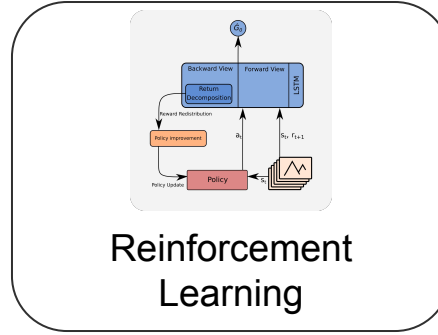 G̃₀
Backward View
Forward View
LSTM
Return
Decomposition
Reward Redistribution
Policy improvement
aₜ
sₜ, rₜ₊₁
Policy Update
Policy
sₜ
Reinforcement
Learning